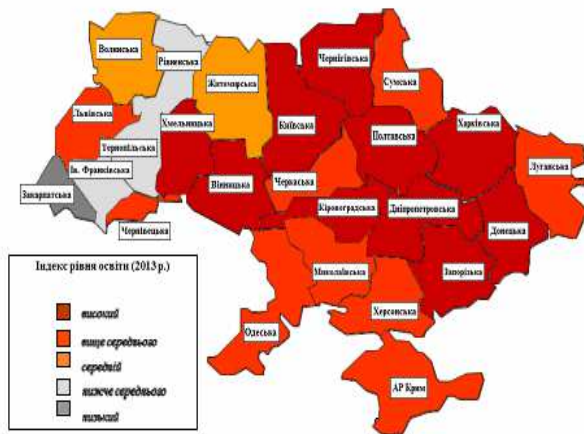 Волинська
Рівненська
Житомирська
Чернігівська
Сумська
Львівська
Хмельницька
Київська
Полтавська
Харківська
Тернопільська
Ів. Франківська
Закарпатська
Вінницька
Черкаська
Луганська
Чернівецька
Кіровоградська
Дніпропетровська
Донецька
Миколаївська
Запорізька
Херсонська
Одеська
АР Крим
Індекс рівня освіти (2013 р.)
високий
вище середнього
середній
нижче середнього
низький